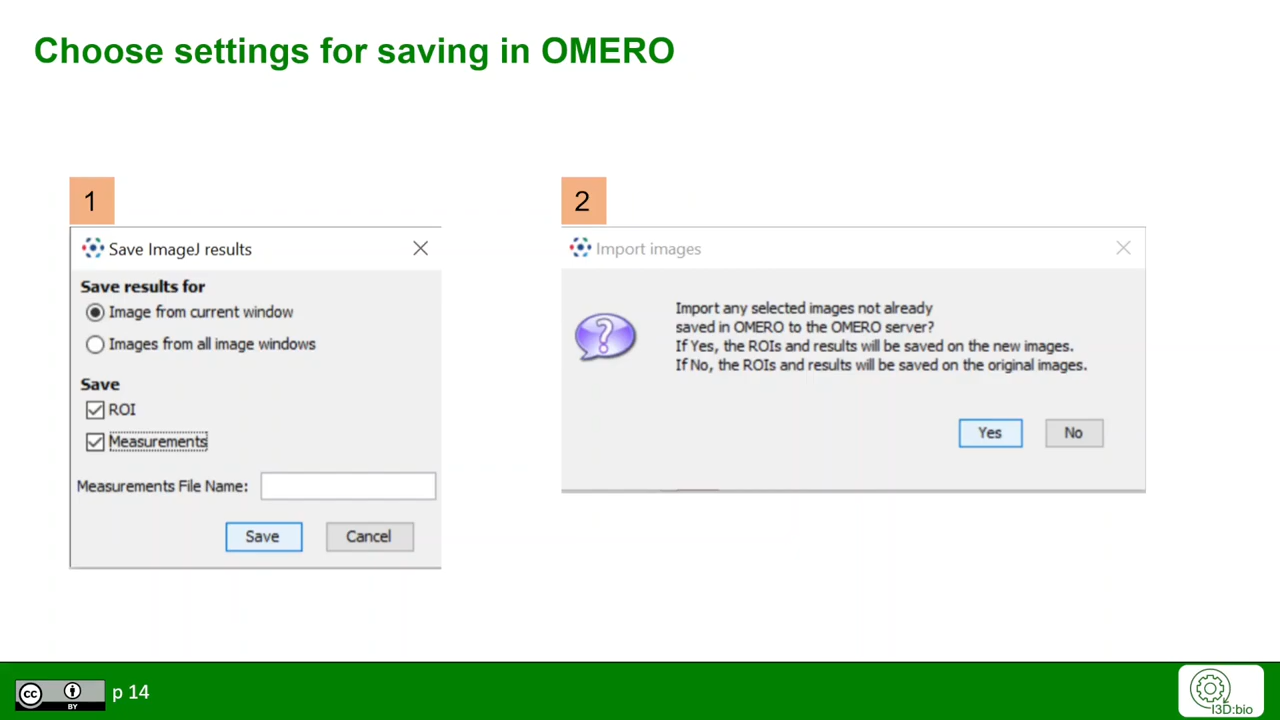 Choose settings for saving in OMERO
1
Save ImageJ results
Save results for
Image from current window
Images from all image windows
Save
ROI
Measurements
Measurements File Name:
Save
Cancel
2
Import images
Import any selected images not already
saved in OMERO to the OMERO server?
If Yes, the ROIs and results will be saved on the new images.
If No, the ROIs and results will be saved on the original images.
Yes
No
cc
BY
p 14
I3D:bio